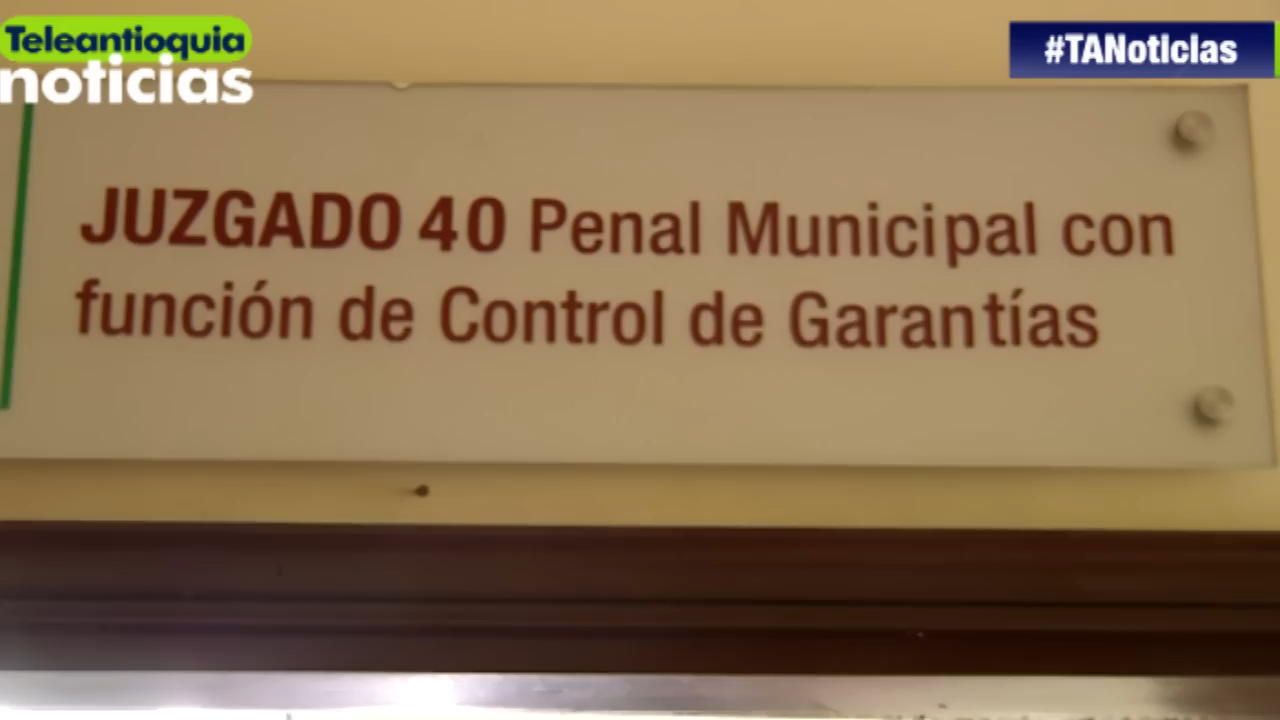 Teleantioquia
noticias
#TANoticias
JUZGADO 40 Penal Municipal con
función de Control de Garantías